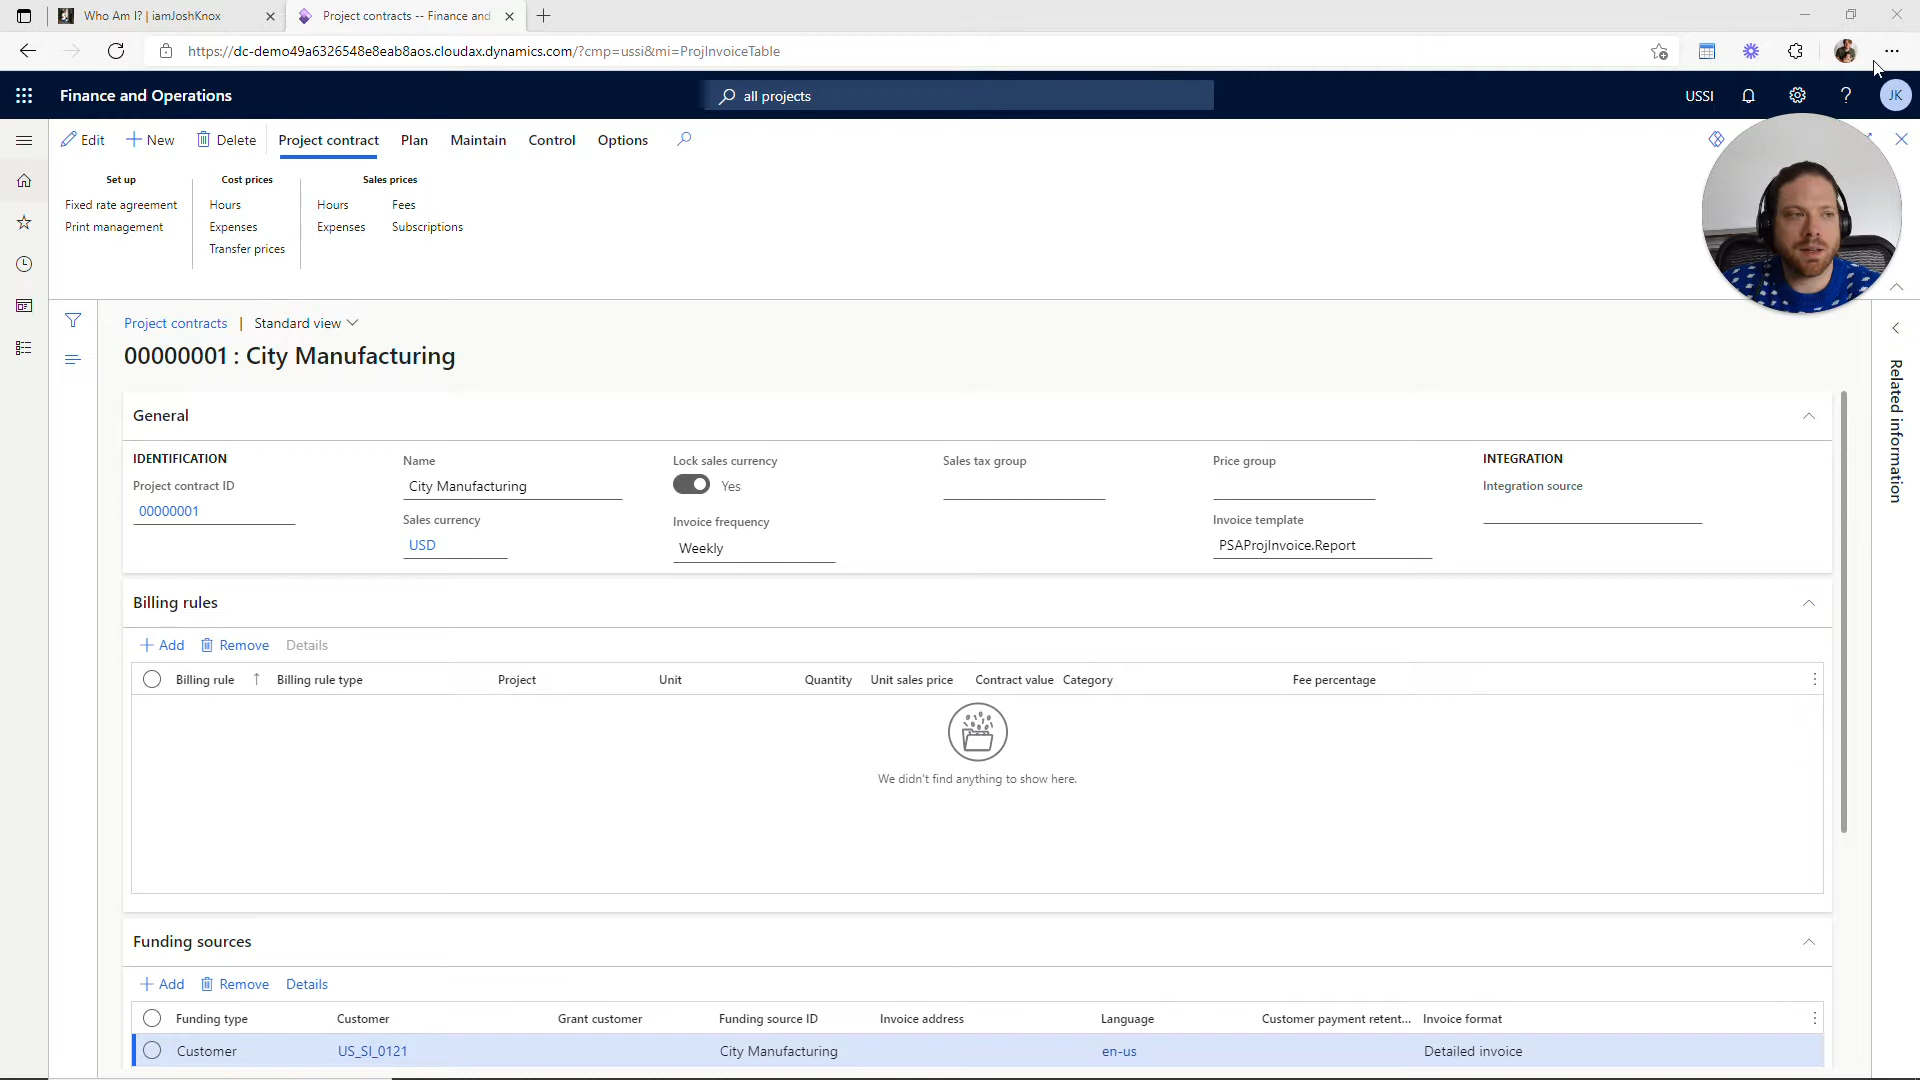 Who Am I? | iamJoshKnox
Project contracts -- Finance and
https://dc-demo49a6326548e8eab8aos.cloudax.dynamics.com/?cmp=ussi&mi=ProjInvoiceTable
Finance and Operations
all projects
USSI
JK
Edit
New
Delete
Project contract
Plan
Maintain
Control
Options
Set up
Cost prices
Sales prices
Fixed rate agreement
Hours
Hours
Fees
Print management
Expenses
Expenses
Subscriptions
Transfer prices
Project contracts | Standard view
00000001 : City Manufacturing
Related information
General
IDENTIFICATION
Project contract ID
00000001
Name
City Manufacturing
Sales currency
USD
Lock sales currency
Yes
Invoice frequency
Weekly
Sales tax group
Price group
Invoice template
PSAProjInvoice.Report
INTEGRATION
Integration source
Billing rules
Add
Remove
Details
Billing rule
Billing rule type
Project
Unit
Quantity
Unit sales price
Contract value
Category
Fee percentage
We didn't find anything to show here.
Funding sources
Add
Remove
Details
Funding type
Customer
Grant customer
Funding source ID
Invoice address
Language
Customer payment retent...
Invoice format
Customer
US_SI_0121
City Manufacturing
en-us
Detailed invoice